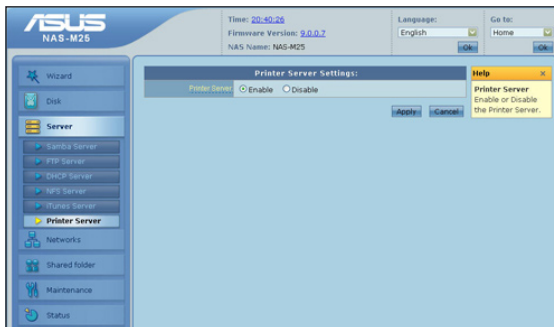 ASUS
NAS-M25
Time: 20:40:26
Firmware Version: 9.0.0.7
NAS Name: NAS-M25
Language:
English
Ok
Go to:
Home
Ok
Wizard
Disk
Server
Samba Server
FTP Server
DHCP Server
NFS Server
iTunes Server
Printer Server
Networks
Shared folder
Maintenance
Status
Printer Server Settings:
Printer Server: Enable Disable
Apply Cancel
Help X
Printer Server
Enable or Disable
the Printer Server.